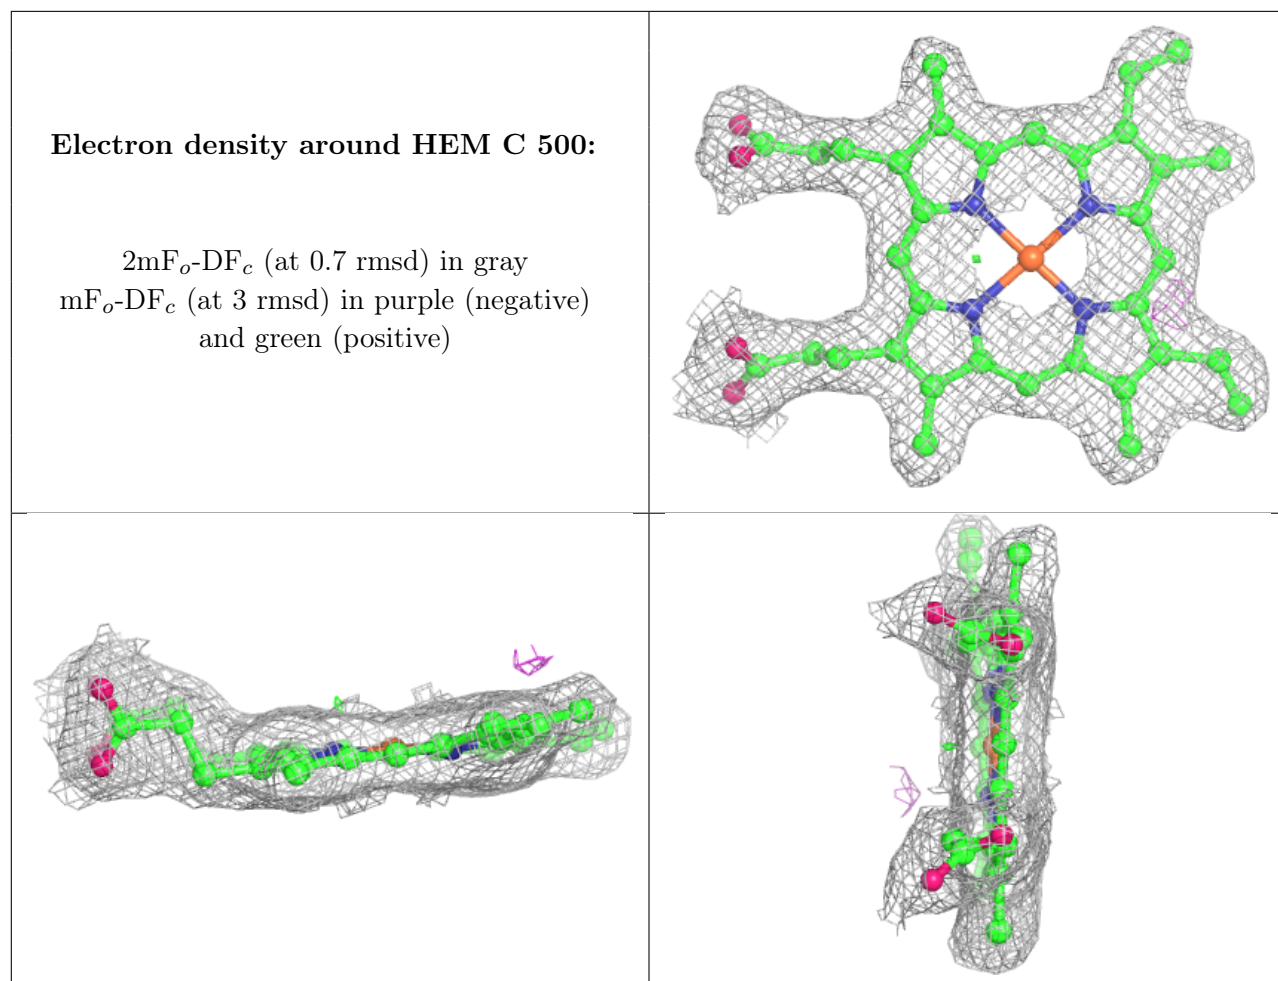 Electron density around HEM C 500:
2mFo-DFc (at 0.7 rmsd) in gray
mFo-DFc (at 3 rmsd) in purple (negative)
and green (positive)